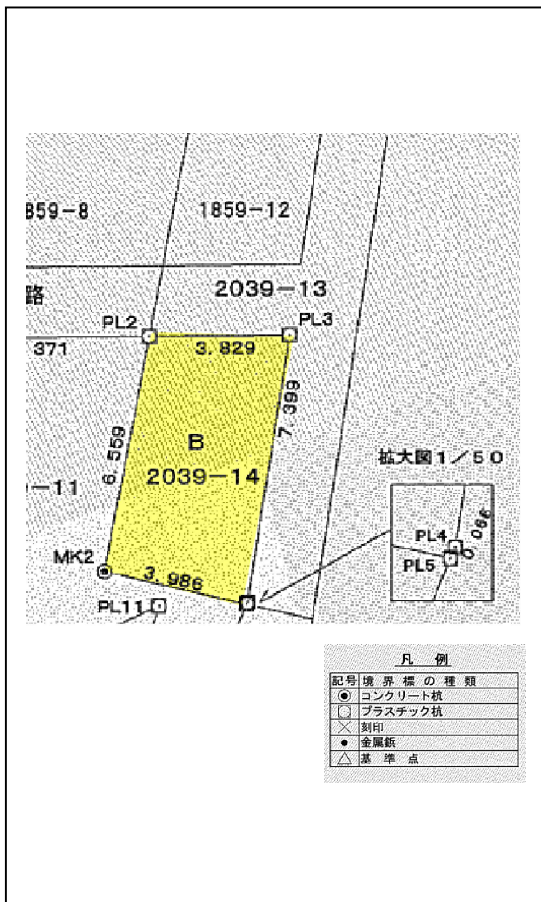 859-8
1859-12
路
2039-13
PL2
PL3
371
3.829
6.559
7.399
B
2039-14
-11
拡大図1/50
MK2
3.986
PL11
PL4
PL5
0.066
凡 例
記号 境界標の種類
コンクリート杭
プラスチック杭
刻印
金属鋲
基準点